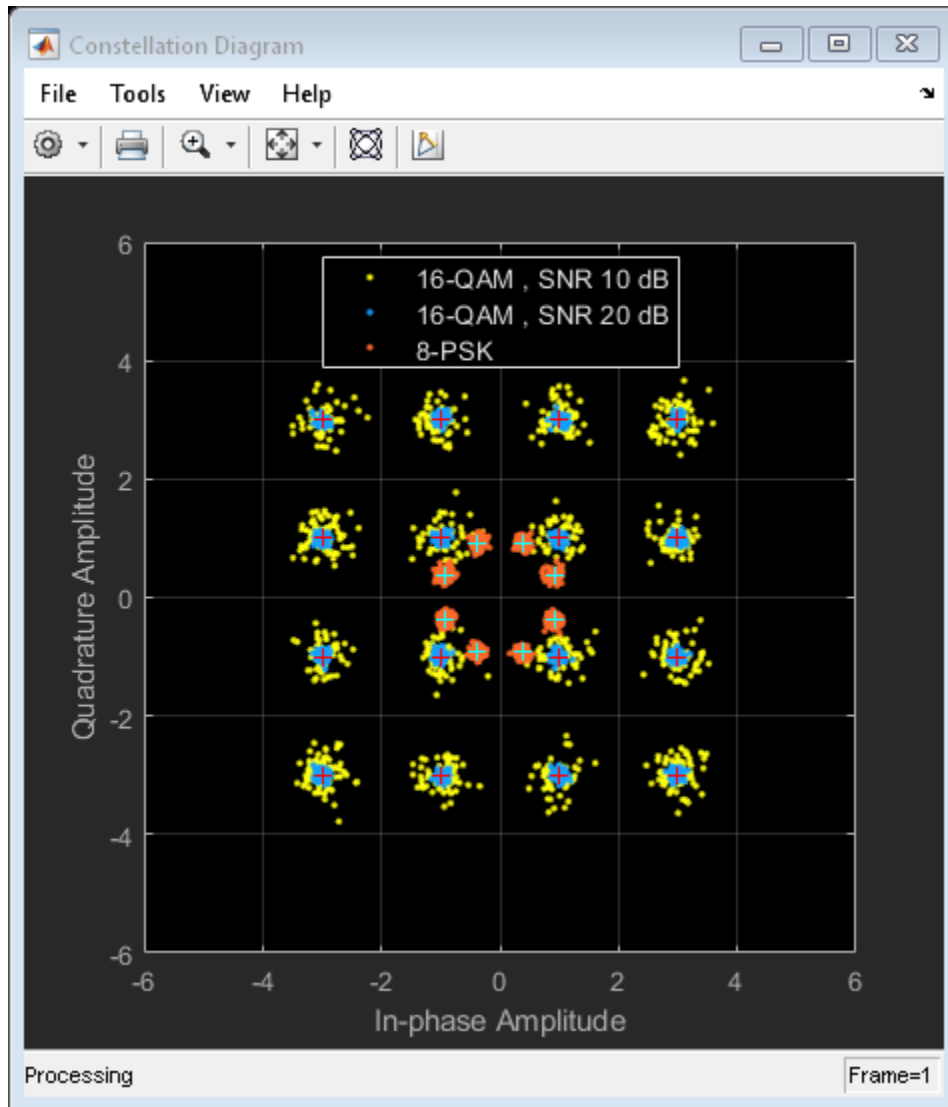 Constellation Diagram
File Tools View Help
6
16-QAM , SNR 10 dB
16-QAM , SNR 20 dB
8-PSK
4
2
0
-2
-4
-6
Quadrature Amplitude
-6 -4 -2 0 2 4 6
In-phase Amplitude
Processing Frame=1